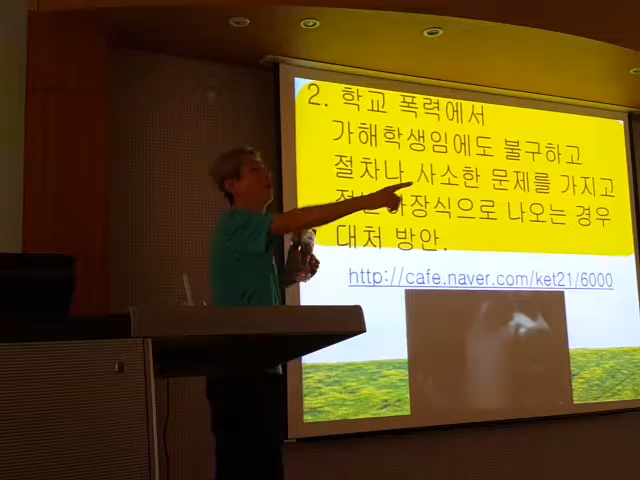 2. 학교 폭력에서
가해학생임에도 불구하고
절차나 사소한 문제를 가지고
하장식으로 나오는 경우
대처 방안.
http://cafe.naver.com/ket21/6000